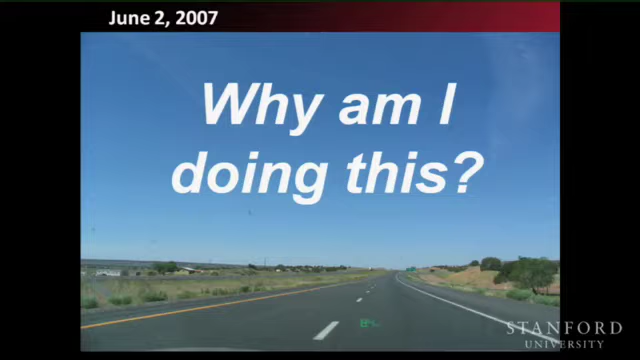 June 2, 2007
Why am I
doing this?
STANFORD
UNIVERSITY